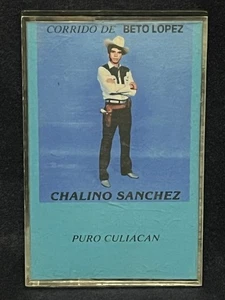 CORRIDO DE BETO LOPEZ
CHALINO SANCHEZ
PURO CULIACAN